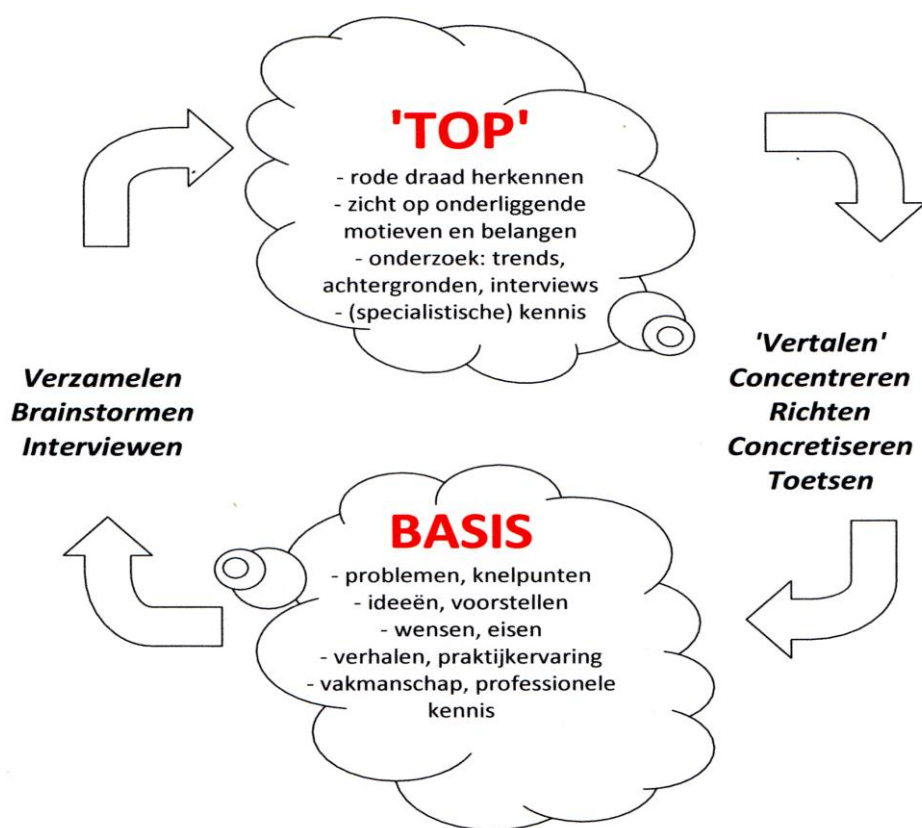 'TOP'
- rode draad herkennen
- zicht op onderliggende
motieven en belangen
- onderzoek: trends,
achtergronden, interviews
- (specialistische) kennis
Verzamelen
Brainstormen
Interviewen
'Vertalen'
Concentreren
Richten
Concretiseren
Toetsen
BASIS
- problemen, knelpunten
- ideeën, voorstellen
- wensen, eisen
- verhalen, praktijkervaring
- vakmanschap, professionele
kennis